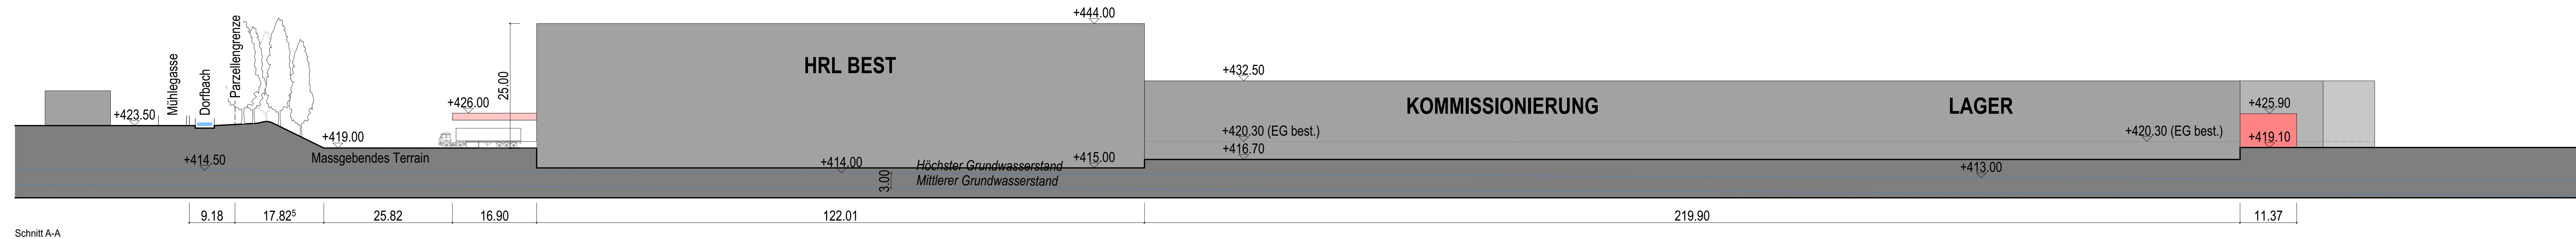 +444.00
+423.50
Mühlegasse
Dorfbach
Parzellengrenze
+414.50
+419.00
Massgebendes Terrain
+426.00
25.00
HRL BEST
+414.00
3.00
Höchster Grundwasserstand
Mittlerer Grundwasserstand
+415.00
+432.50
+420.30 (EG best.)
+416.70
KOMMISSIONIERUNG
LAGER
+420.30 (EG best.)
+413.00
+425.90
+419.10
9.18
17.82⁵
25.82
16.90
122.01
219.90
11.37
Schnitt A-A